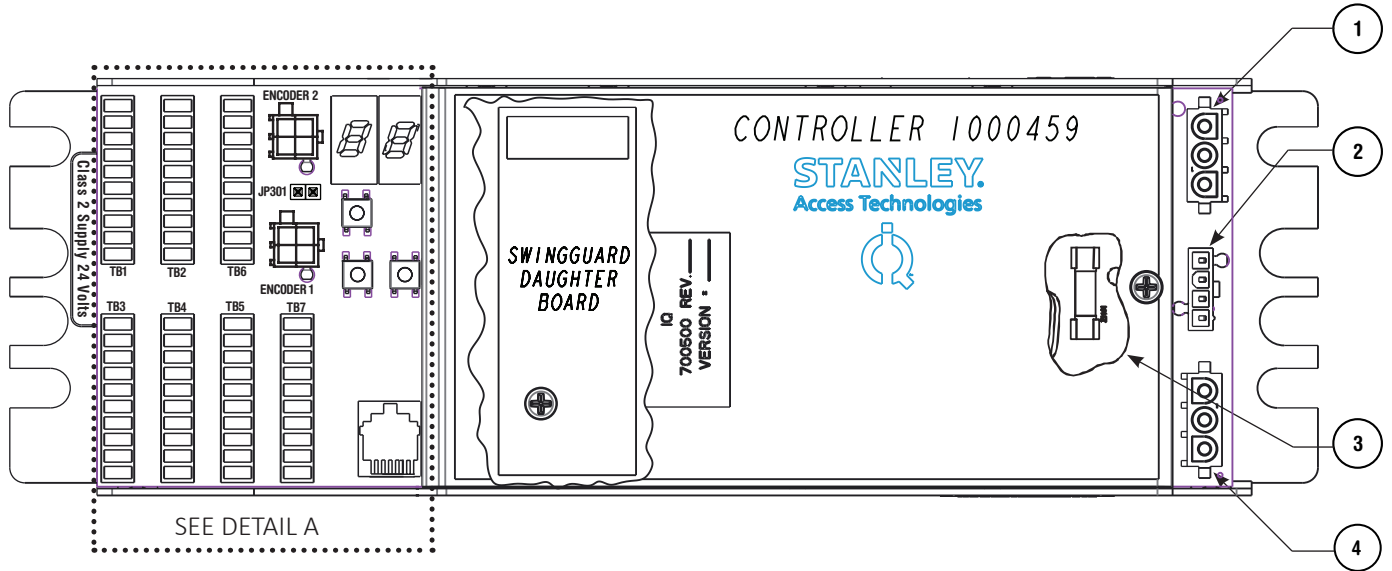 1
2
3
4
ENCODER 2
CONTROLLER 1000459
STANLEY.
Access Technologies
Class 2 Supply 24 Volts
JP301
SWINGGUARD
DAUGHTER
BOARD
IQ
700500 REV.
VERSION =
TB1
TB2
TB6
ENCODER 1
TB3
TB4
TB5
TB7
SEE DETAIL A